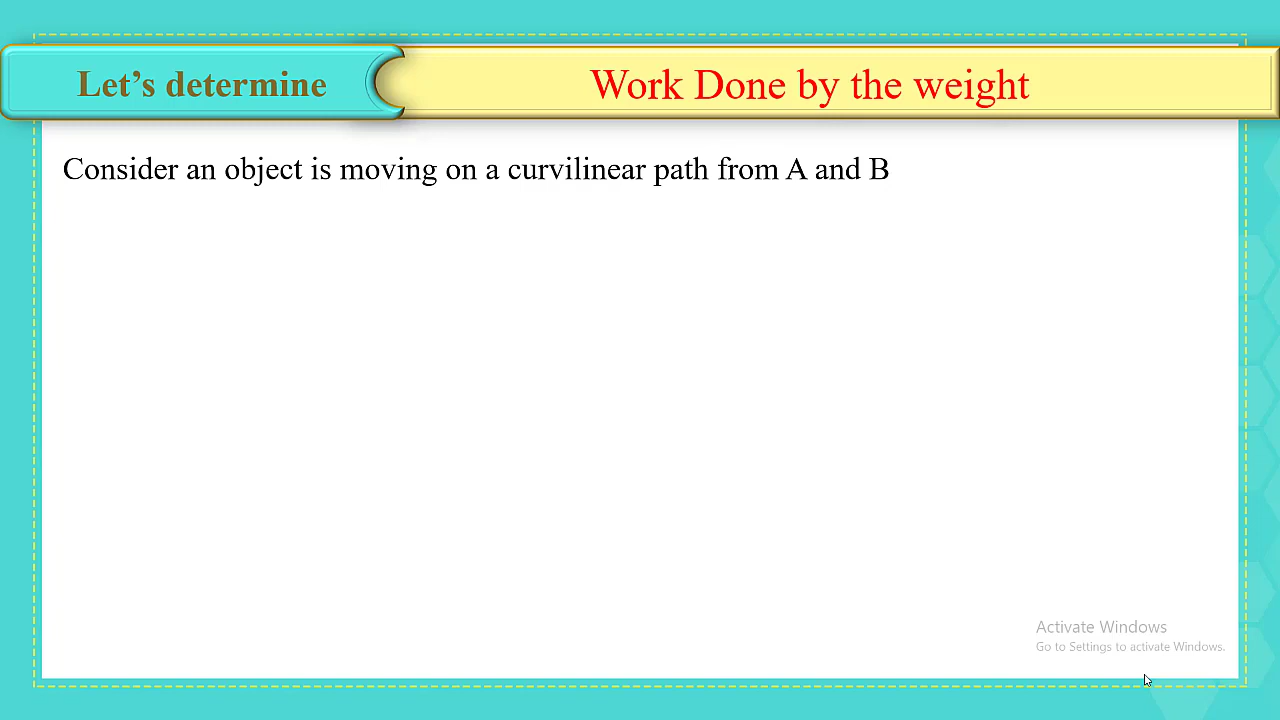 Let’s determine
Work Done by the weight
Consider an object is moving on a curvilinear path from A and B
Activate Windows
Go to Settings to activate Windows.